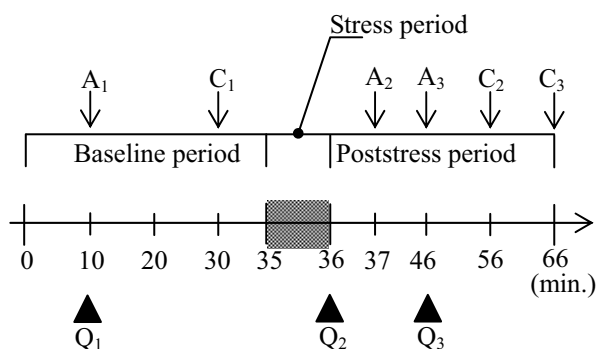 Stress period
A₁ C₁ A₂ A₃ C₂ C₃
Baseline period Poststress period
0 10 20 30 35 36 37 46 56 66
(min.)
Q₁ Q₂ Q₃